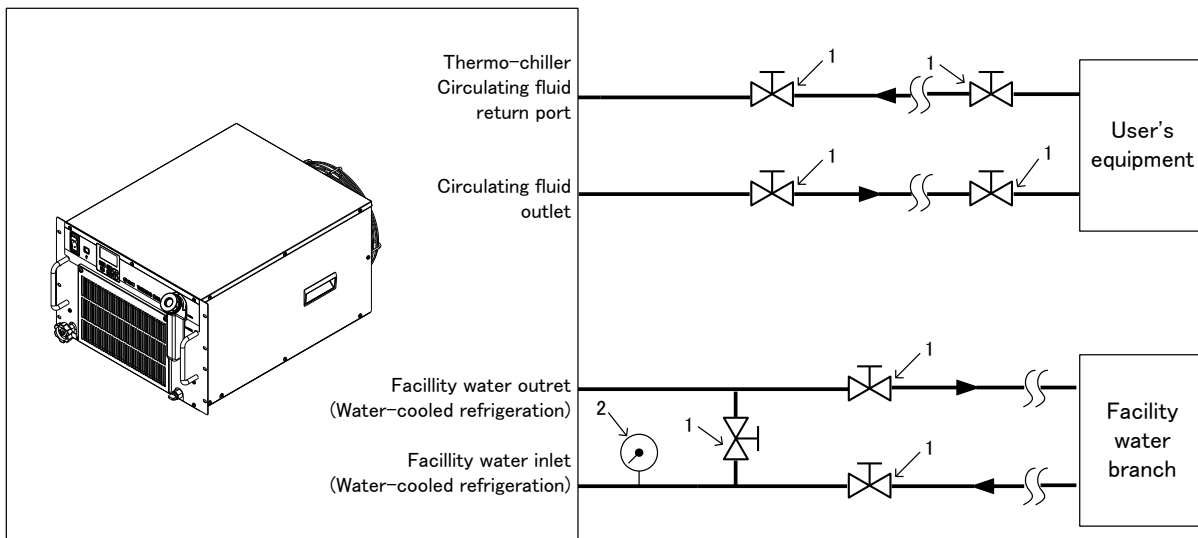 Thermo-chiller
Circulating fluid
return port
1
1
User's
equipment
Circulating fluid
outlet
1
1
Facillity water outret
(Water-cooled refrigeration)
1
2
1
Facility
water
branch
Facillity water inlet
(Water-cooled refrigeration)
1